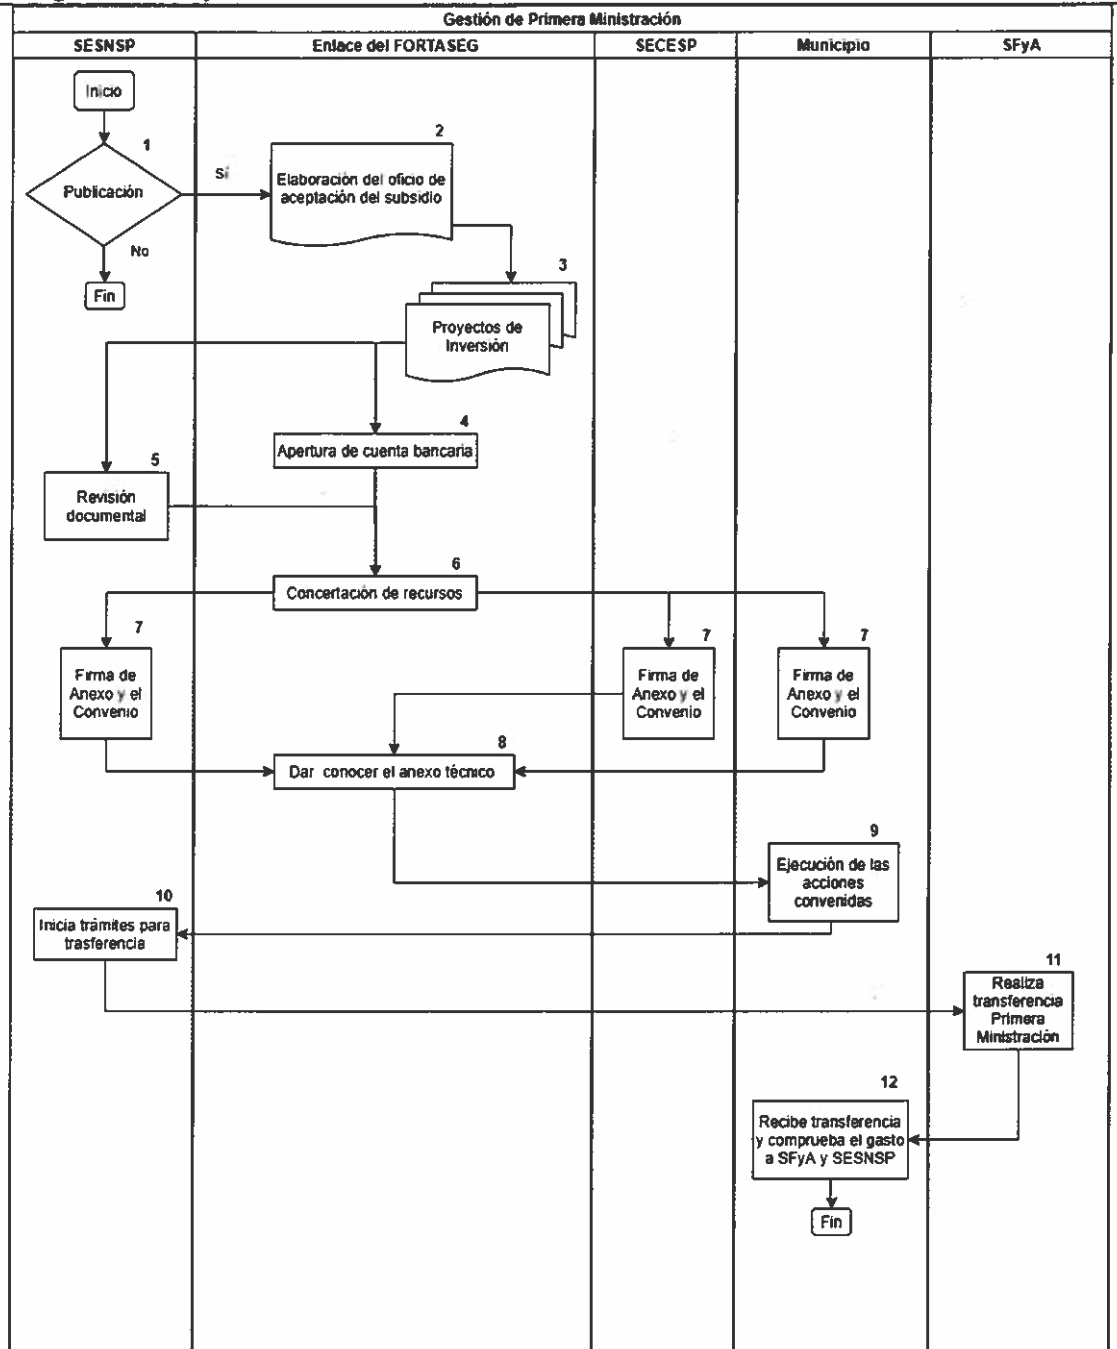 Gestión de Primera Ministración
SESNSP
Enlace del FORTASEG
SECESP
Municipio
SFyA
Inicio
1
Publicación
Sí
No
Fin
2
Elaboración del oficio de
aceptación del subsidio
3
Proyectos de
Inversión
4
Apertura de cuenta bancaria
5
Revisión
documental
6
Concertación de recursos
7
Firma de
Anexo y el
Convenio
7
Firma de
Anexo y el
Convenio
7
Firma de
Anexo y el
Convenio
8
Dar conocer el anexo técnico
9
Ejecución de las
acciones
convenidas
10
Inicia trámites para
trasferencia
11
Realiza
transferencia
Primera
Ministración
12
Recibe transferencia
y comprueba el gasto
a SFyA y SESNSP
Fin